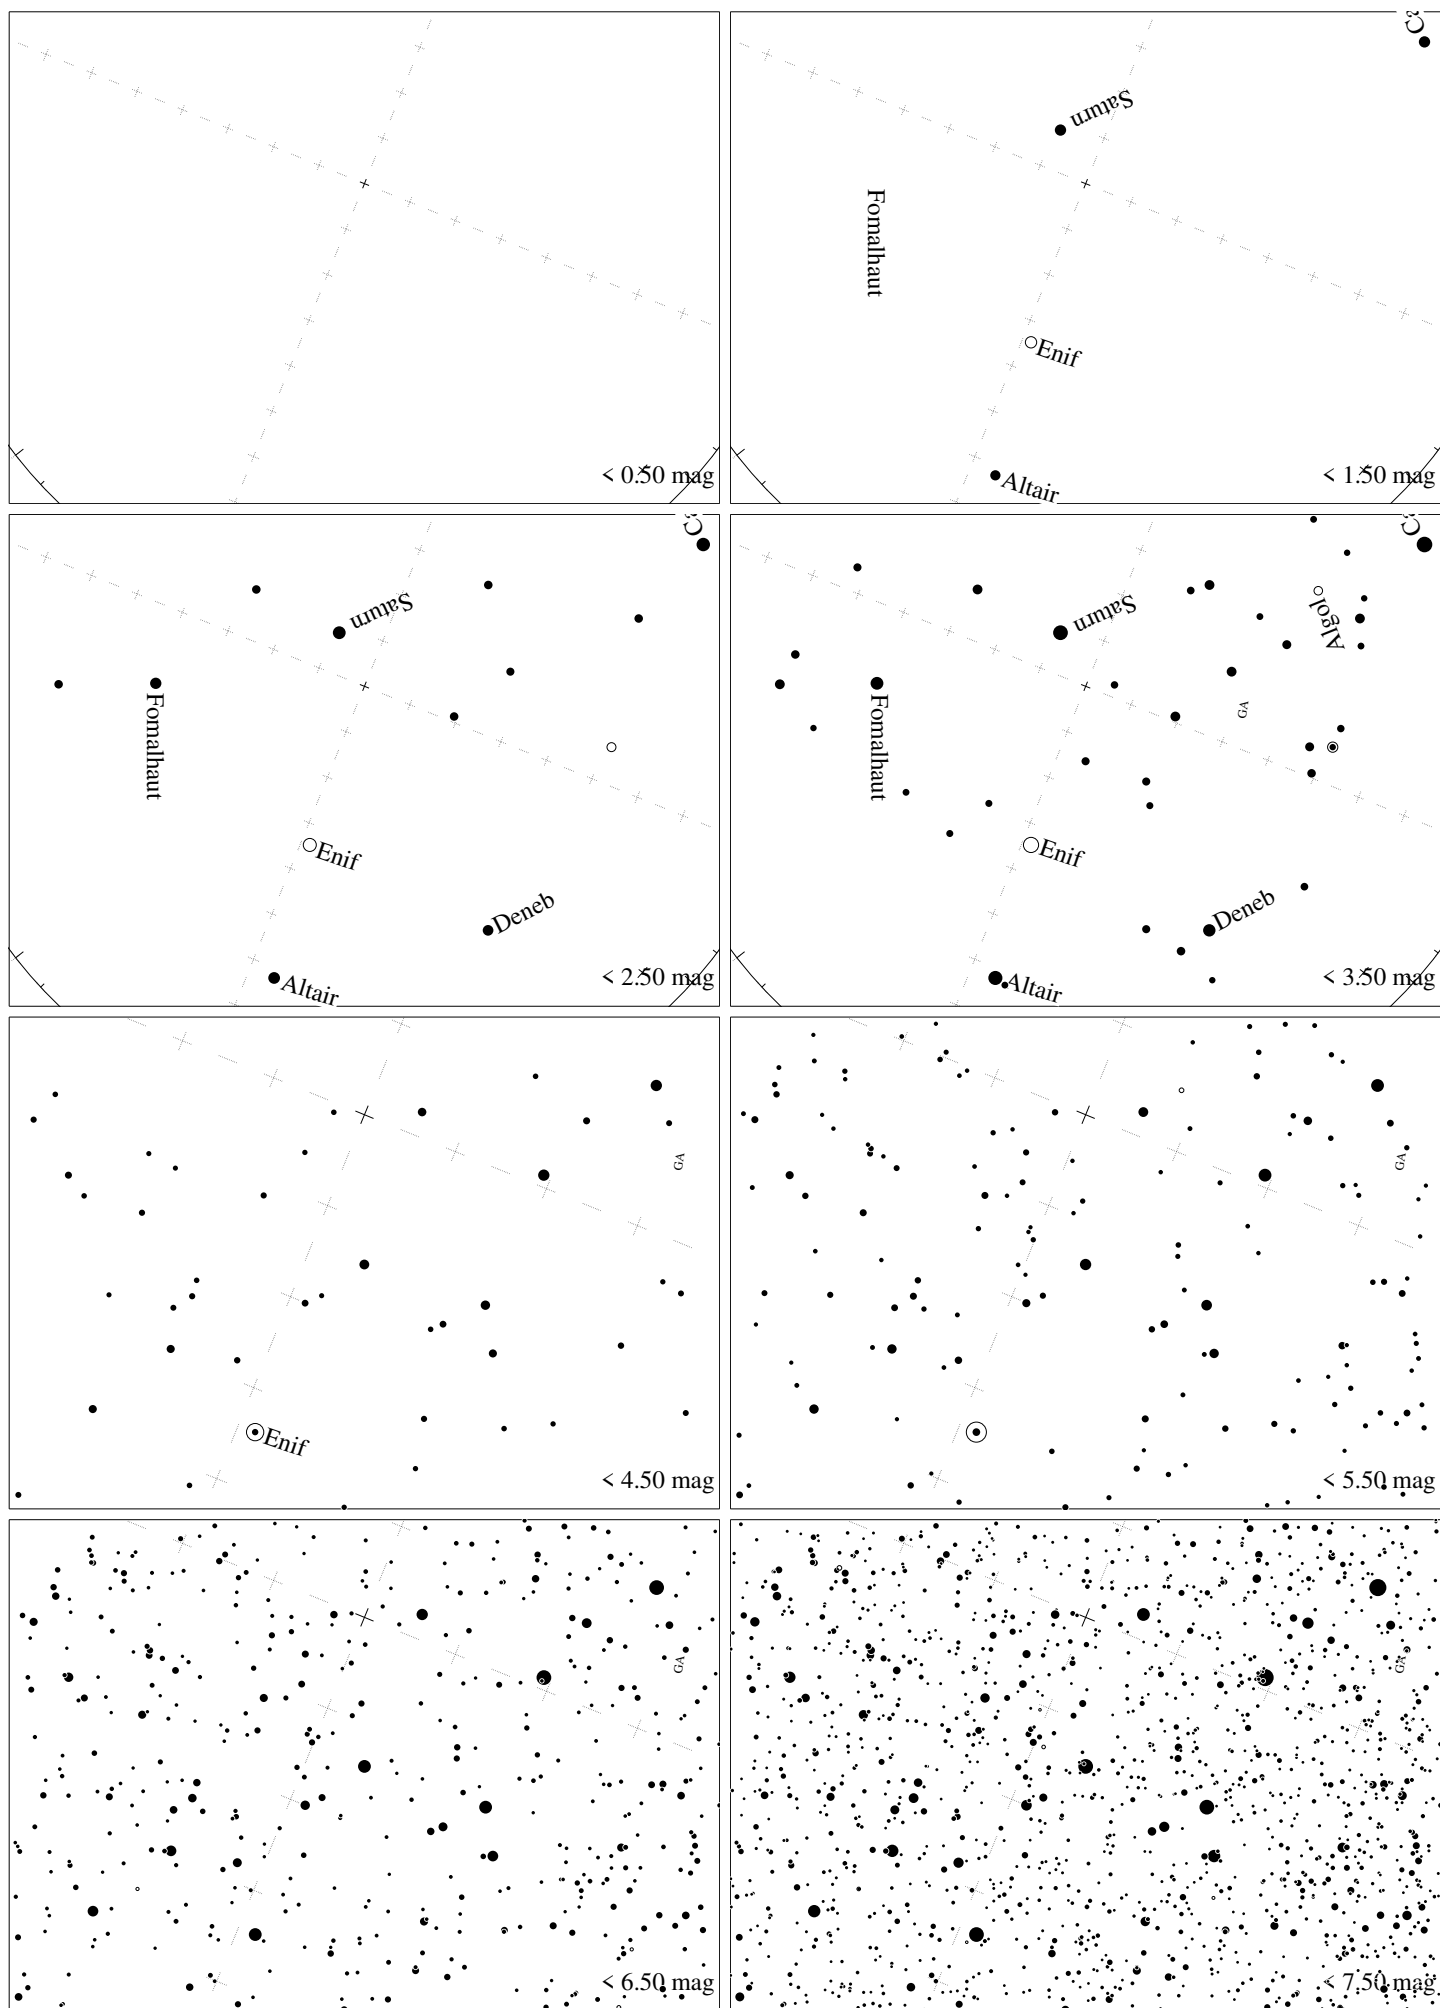 < 0.50 mag
Saturn
Fomalhaut
Enif
Altair
< 1.50 mag
Saturn
Fomalhaut
Enif
Deneb
Altair
< 2.50 mag
Algol
Saturn
GA
Fomalhaut
Enif
Deneb
Altair
< 3.50 mag
GA
Enif
< 4.50 mag
GA
< 5.50 mag
GA
< 6.50 mag
GA
< 7.50 mag